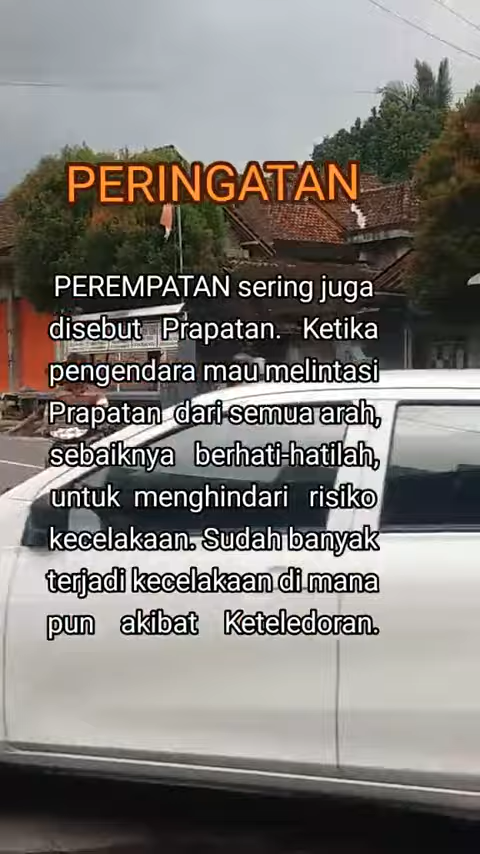 PERINGATAN
PEREMPATAN sering juga
disebut Prapatan. Ketika
pengendara mau melintasi
Prapatan dari semua arah,
sebaiknya berhati-hatilah,
untuk menghindari risiko
kecelakaan. Sudah banyak
terjadi kecelakaan di mana
pun akibat Keteledoran.